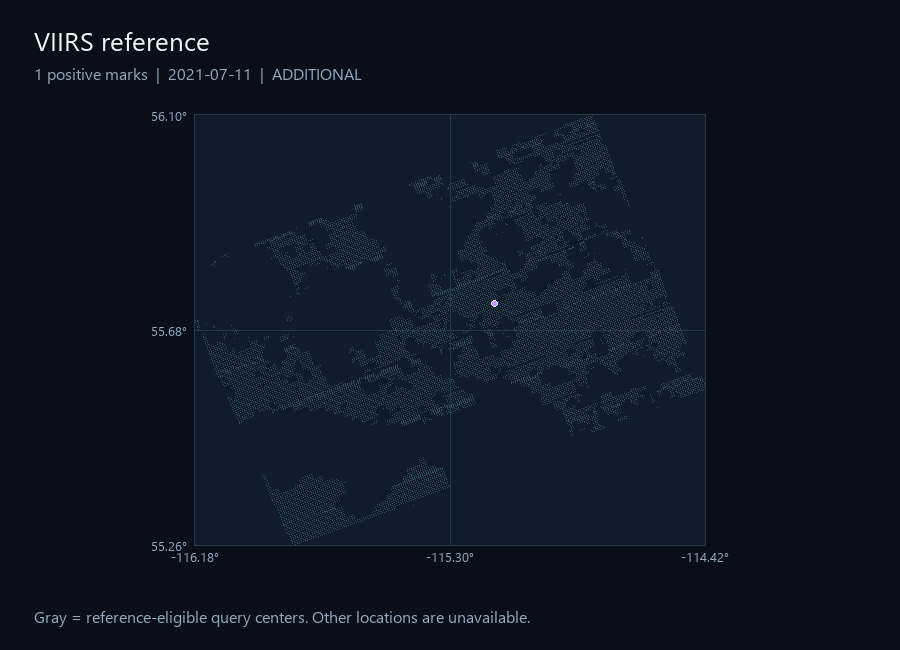 VIIRS reference
1 positive marks | 2021-07-11 | ADDITIONAL
56.10°
55.68°
55.26°
-116.18°
-115.30°
-114.42°
Gray = reference-eligible query centers. Other locations are unavailable.